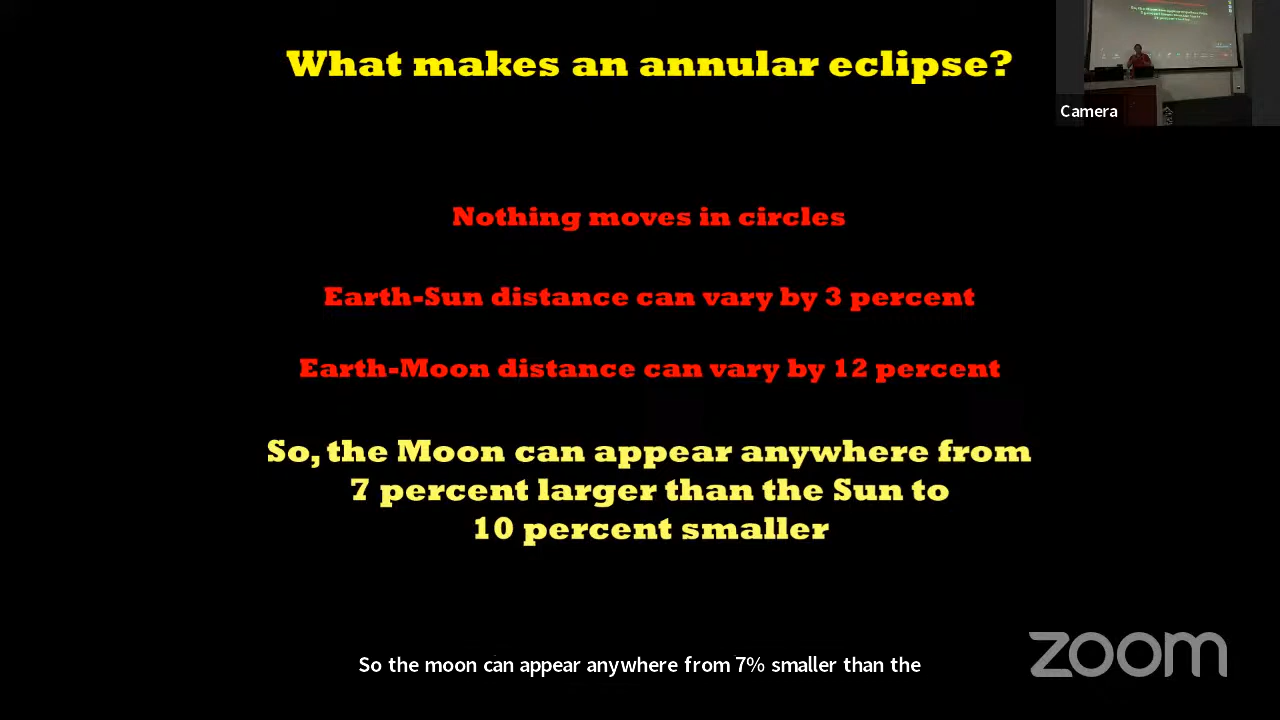 What makes an annular eclipse?
Camera
Nothing moves in circles
Earth-Sun distance can vary by 3 percent
Earth-Moon distance can vary by 12 percent
So, the Moon can appear anywhere from
7 percent larger than the Sun to
10 percent smaller
So the moon can appear anywhere from 7% smaller than the
zoom